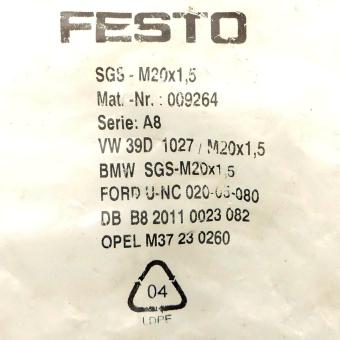 FESTO
SGS - M20x1,5
Mat. -Nr. : 009264
Serie: A8
VW 39D 1027 / M20x1,5
BMW SGS-M20x1,5
FORD U-NC 020-05-080
DB B8 2011 0023 082
OPEL M37 23 0260
04
LDPE